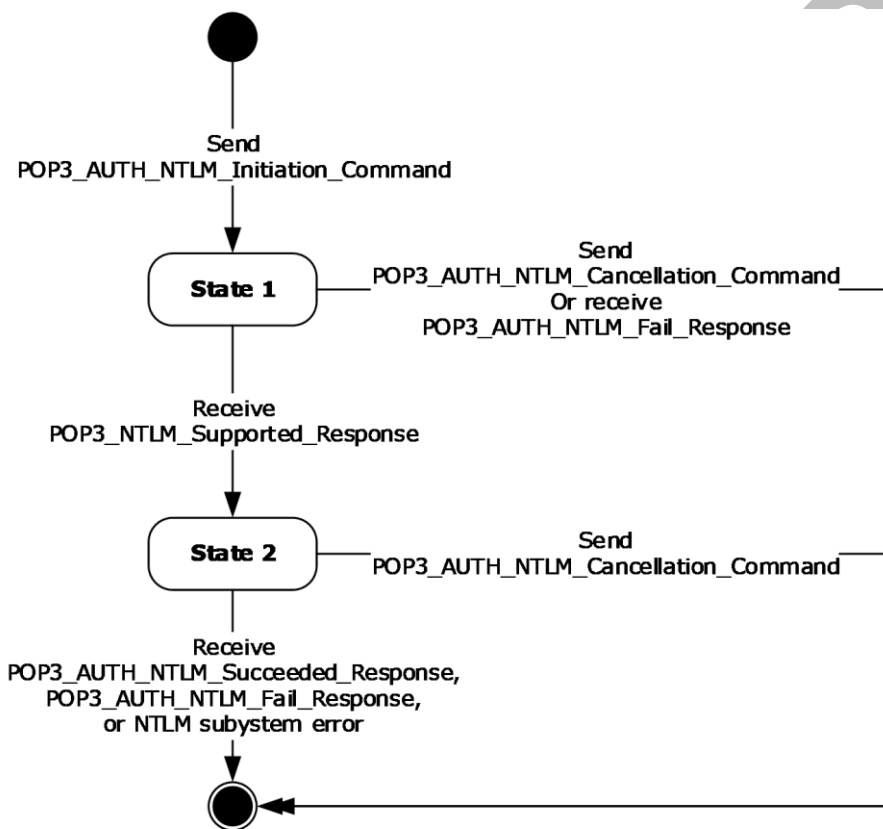 Send
POP3_AUTH_NTLM_Initiation_Command
State 1
Send
POP3_AUTH_NTLM_Cancellation_Command
Or receive
POP3_AUTH_NTLM_Fail_Response
Receive
POP3_NTLM_Supported_Response
State 2
Send
POP3_AUTH_NTLM_Cancellation_Command
Receive
POP3_AUTH_NTLM_Succeeded_Response,
POP3_AUTH_NTLM_Fail_Response,
or NTLM subystem error